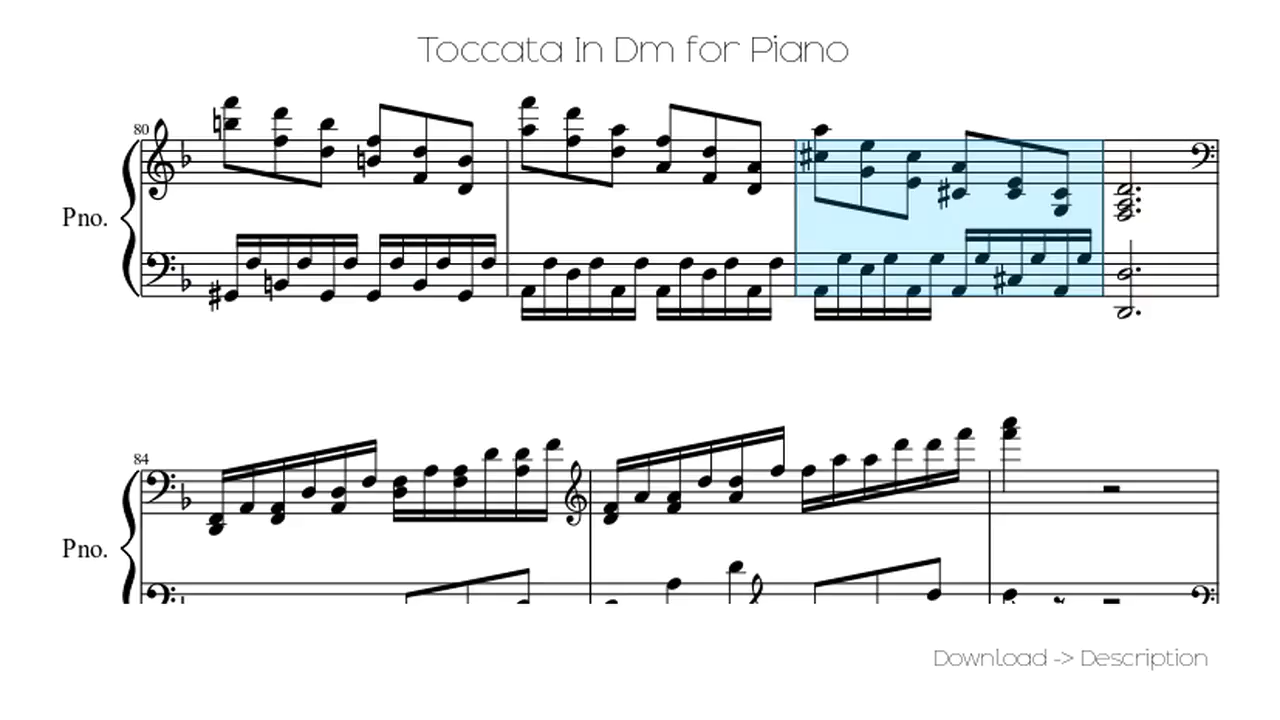 Toccata In Dm for Piano
80
Pno.
84
Pno.
Download -> Description